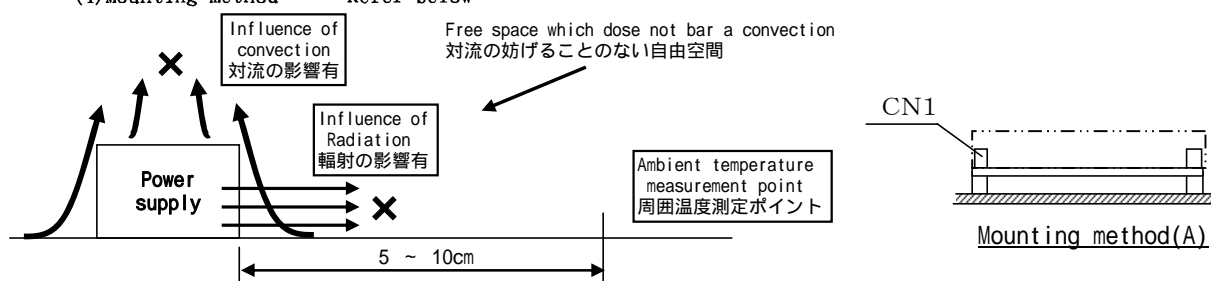 (1)Mounting method Refer below
Influence of
convection
対流の影響有
Free space which dose not bar a convection
対流の妨げることのない自由空間
Influence of
Radiation
輻射の影響有
Power
supply
Ambient temperature
measurement point
周囲温度測定ポイント
5 ~ 10cm
CN1
Mounting method(A)